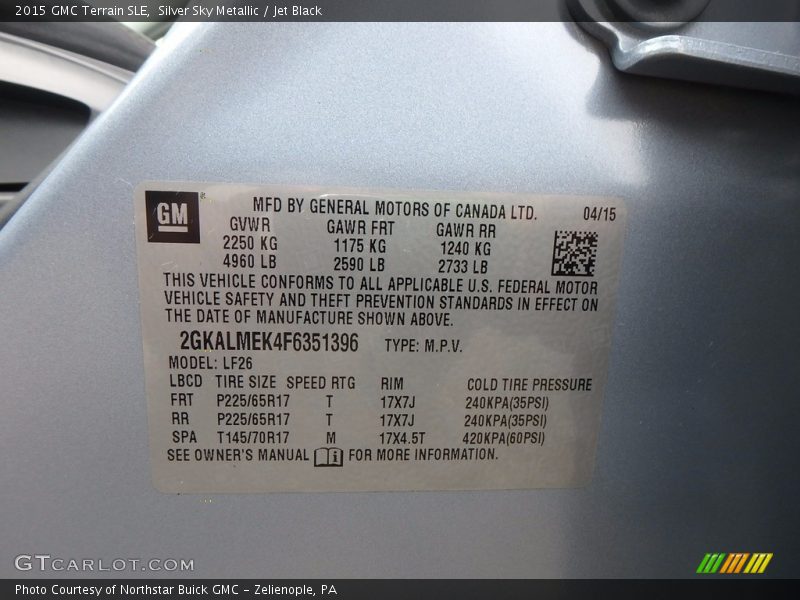 2015 GMC Terrain SLE, Silver Sky Metallic / Jet Black
GM
MFD BY GENERAL MOTORS OF CANADA LTD. 04/15
GVWR GAWR FRT GAWR RR
2250 KG 1175 KG 1240 KG
4960 LB 2590 LB 2733 LB
THIS VEHICLE CONFORMS TO ALL APPLICABLE U.S. FEDERAL MOTOR
VEHICLE SAFETY AND THEFT PREVENTION STANDARDS IN EFFECT ON
THE DATE OF MANUFACTURE SHOWN ABOVE.
2GKALMEK4F6351396 TYPE: M.P.V.
MODEL: LF26
LBCD TIRE SIZE SPEED RTG RIM COLD TIRE PRESSURE
FRT P225/65R17 T 17X7J 240KPA(35PSI)
RR P225/65R17 T 17X7J 240KPA(35PSI)
SPA T145/70R17 M 17X4.5T 420KPA(60PSI)
SEE OWNER'S MANUAL FOR MORE INFORMATION.
GTCARLOT.COM
Photo Courtesy of Northstar Buick GMC - Zelienople, PA